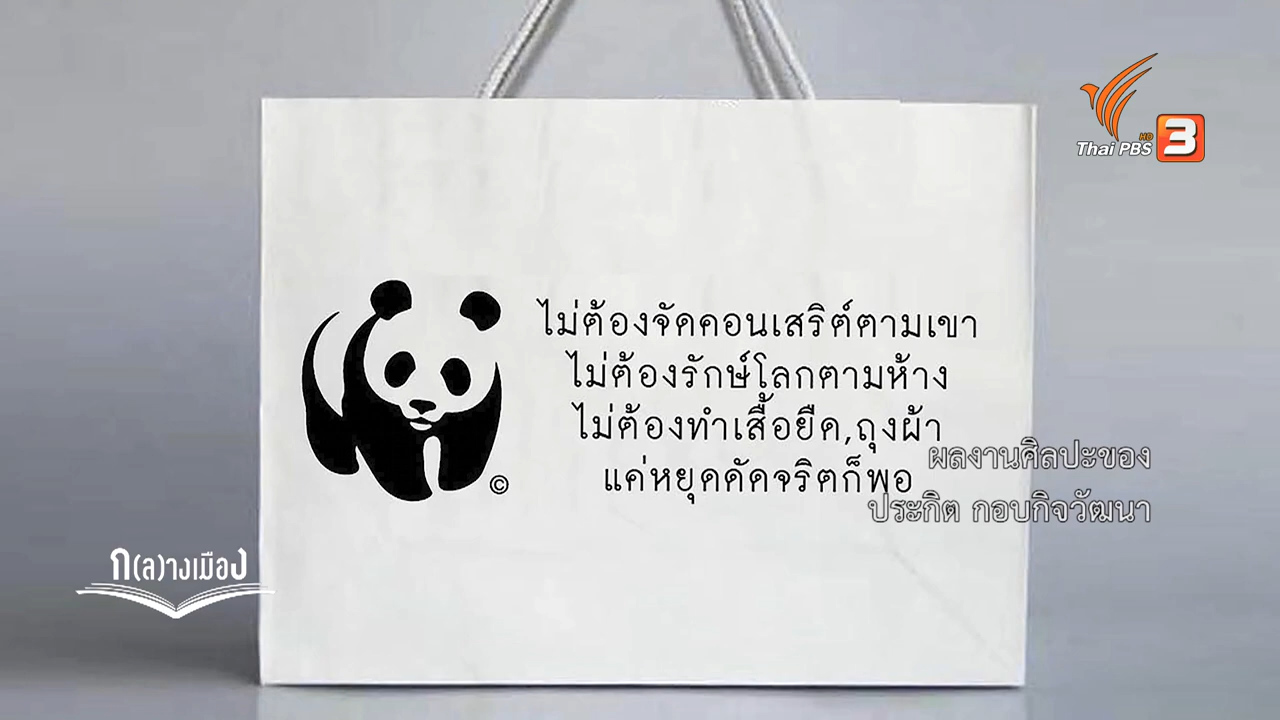 HD
Thai PBS 3
ไม่ต้องจัดคอนเสริต์ตามเขา
ไม่ต้องรักษ์โลกตามห้าง
ไม่ต้องทำเสื้อยืด,ถุงผ้า
แค่หยุดดัดจริตก็พอ
©
ผลงานศิลปะของ
ประกิต กอบกิจวัฒนา
ก(ล)างเมือง